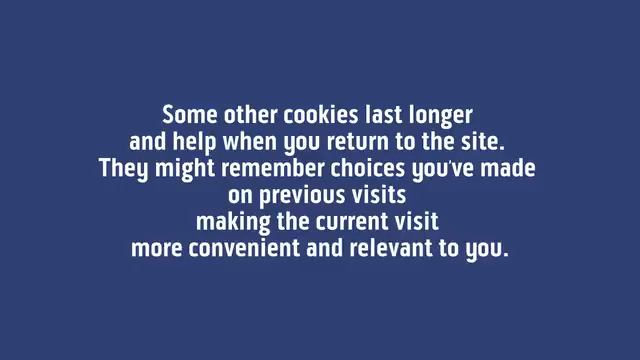 Some other cookies last longer
and help when you return to the site.
They might remember choices you've made
on previous visits
making the current visit
more convenient and relevant to you.